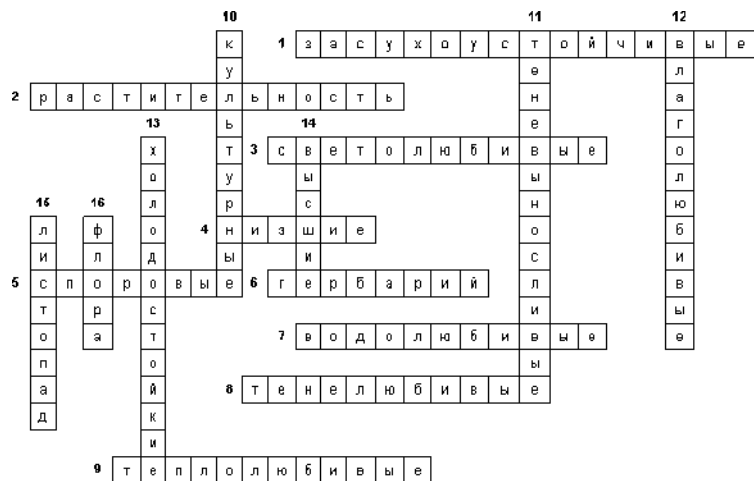 10 культурные
11 теневыносливые
12 влаголюбивые
1 засухоустойчивые
2 растительность
13 холодостойкие
14 высшие
3 светолюбивые
15 листопад
16 флора
4 низшие
5 споровые
6 гербарий
7 водолюбивые
8 тенелюбивые
9 теплолюбивые